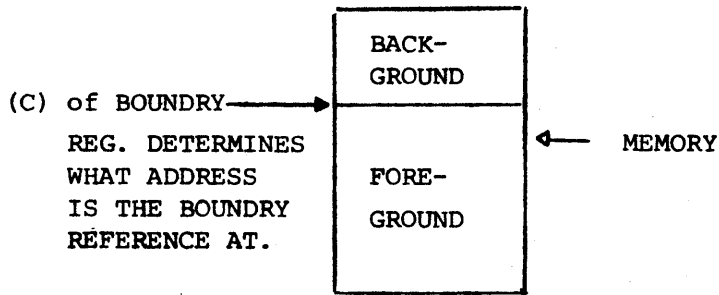 BACK-
GROUND
(C) of BOUNDRY
REG. DETERMINES
WHAT ADDRESS
IS THE BOUNDRY
REFERENCE AT.
MEMORY
FORE-
GROUND